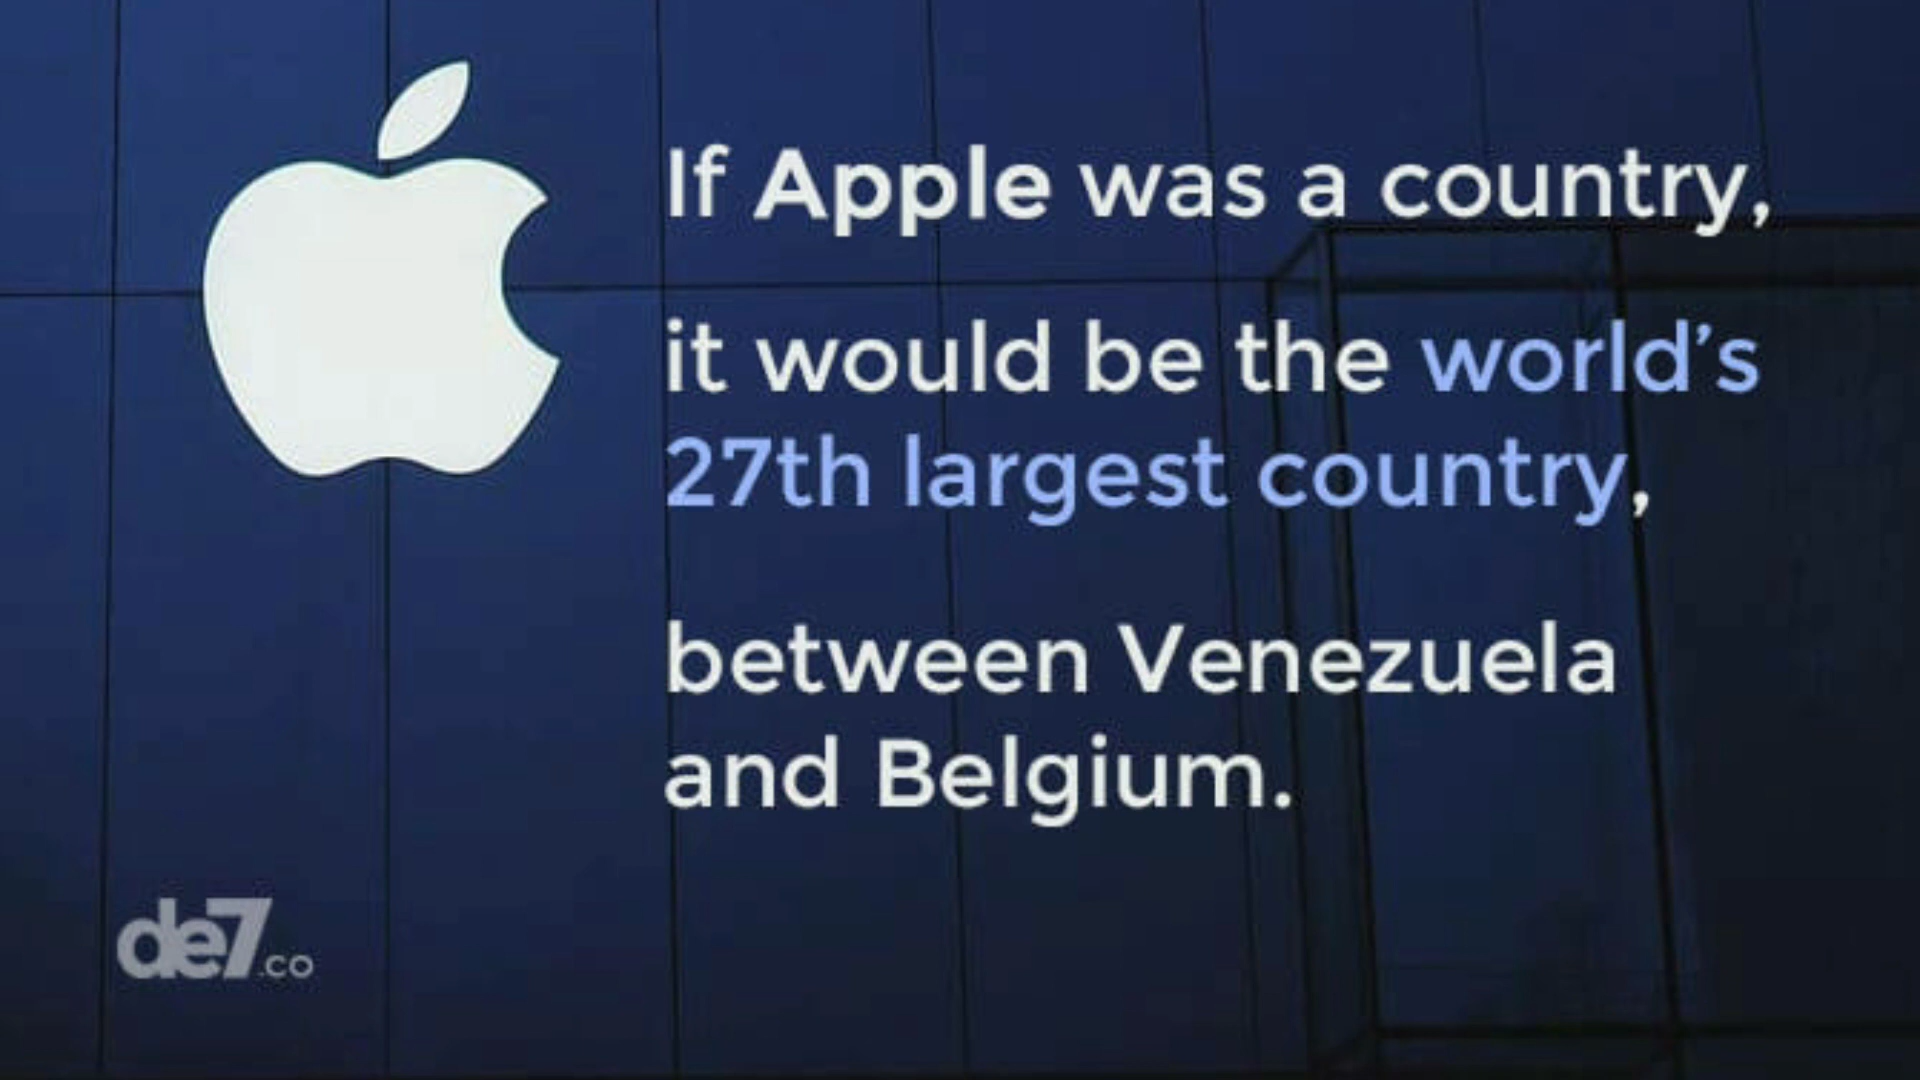 If Apple was a country,
it would be the world’s
27th largest country,
between Venezuela
and Belgium.
de7.co